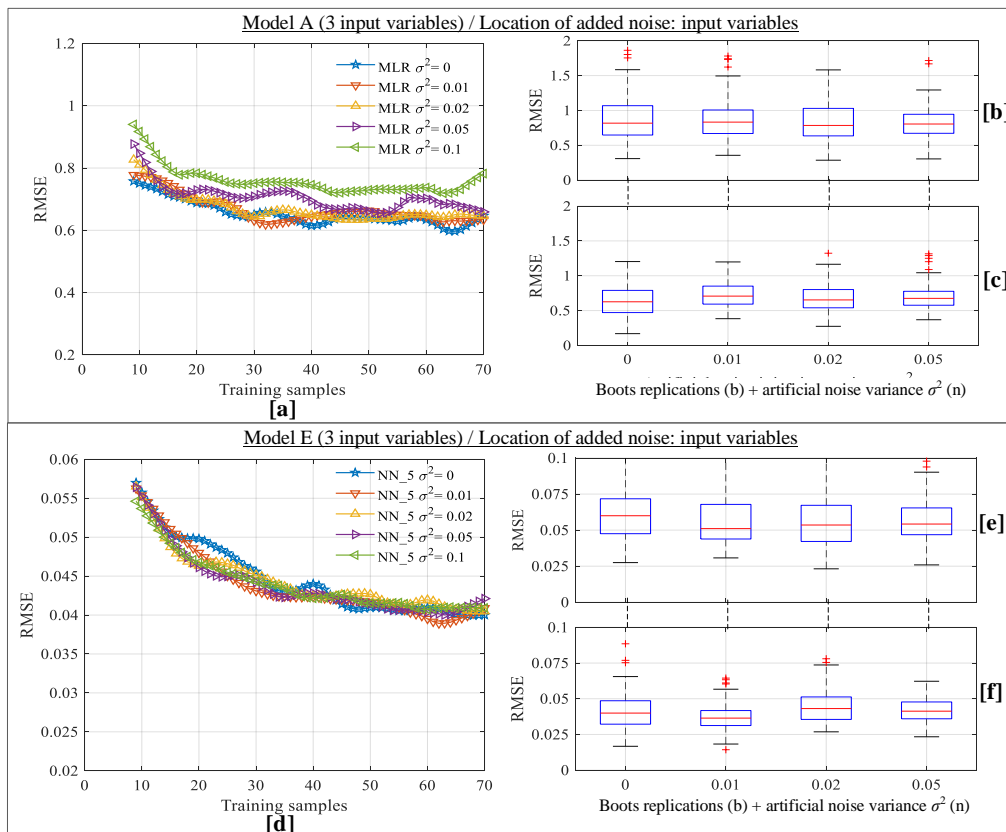 Model A (3 input variables) / Location of added noise: input variables
1.2
1
0.8
0.6
0.4
0.2
RMSE
0 10 20 30 40 50 60 70
Training samples
[a]
MLR σ²= 0
MLR σ²= 0.01
MLR σ²= 0.02
MLR σ²= 0.05
MLR σ²= 0.1
2
1.5
1
0.5
0
RMSE
[b]
2
1.5
1
0.5
0
RMSE
[c]
0 0.01 0.02 0.05
Boots replications (b) + artificial noise variance σ² (n)
Model E (3 input variables) / Location of added noise: input variables
0.06
0.055
0.05
0.045
0.04
0.035
0.03
0.025
0.02
RMSE
0 10 20 30 40 50 60 70
Training samples
[d]
NN_5 σ²= 0
NN_5 σ²= 0.01
NN_5 σ²= 0.02
NN_5 σ²= 0.05
NN_5 σ²= 0.1
0.1
0.075
0.05
0.025
0
RMSE
[e]
0.1
0.075
0.05
0.025
0
RMSE
[f]
0 0.01 0.02 0.05
Boots replications (b) + artificial noise variance σ² (n)